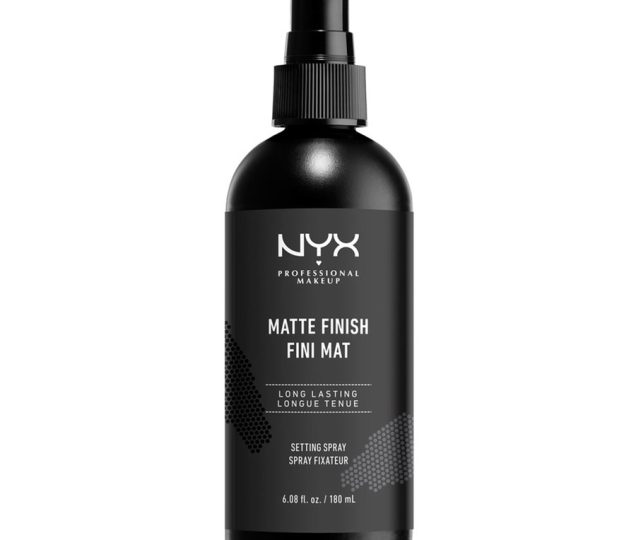 NYX
PROFESSIONAL
MAKEUP
MATTE FINISH
FINI MAT
LONG LASTING
LONGUE TENUE
SETTING SPRAY
SPRAY FIXATEUR
6.08 fl. oz. / 180 mL